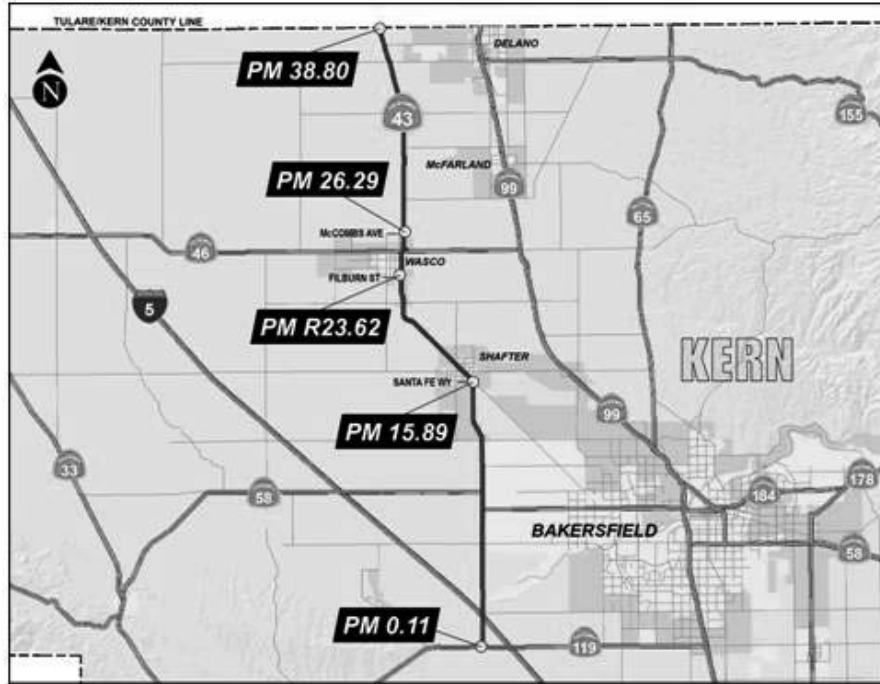 TULARE/KERN COUNTY LINE
DELANO
PM 38.80
N
43
155
PM 26.29
McFARLAND
99
65
McCOMBS AVE
46
WASCO
FILBURN ST
5
PM R23.62
KERN
SHAFTER
SANTA FE WY
99
PM 15.89
33
58
184
178
BAKERSFIELD
58
PM 0.11
119